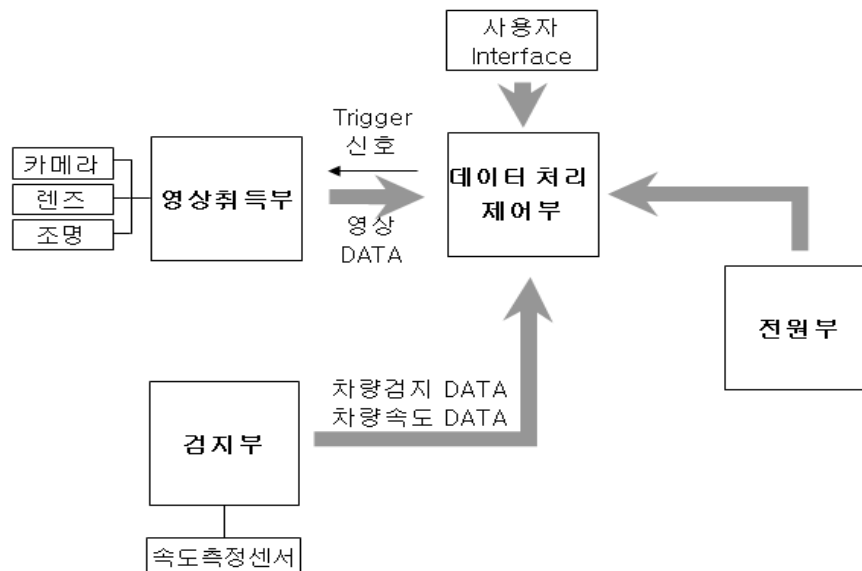 사용자
Interface
Trigger
신호
카메라
렌즈
조명
영상취득부
데이터 처리
제어부
영상
DATA
전원부
차량검지 DATA
차량속도 DATA
검지부
속도측정센서